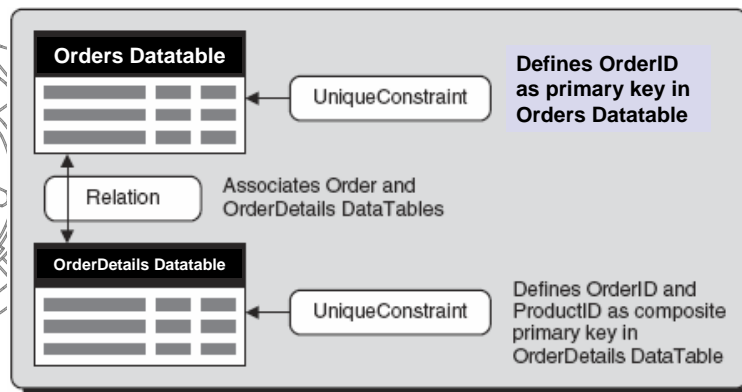 Orders Datatable
UniqueConstraint
Defines OrderID
as primary key in
Orders Datatable
Relation
Associates Order and
OrderDetails DataTables
OrderDetails Datatable
UniqueConstraint
Defines OrderID and
ProductID as composite
primary key in
OrderDetails DataTable